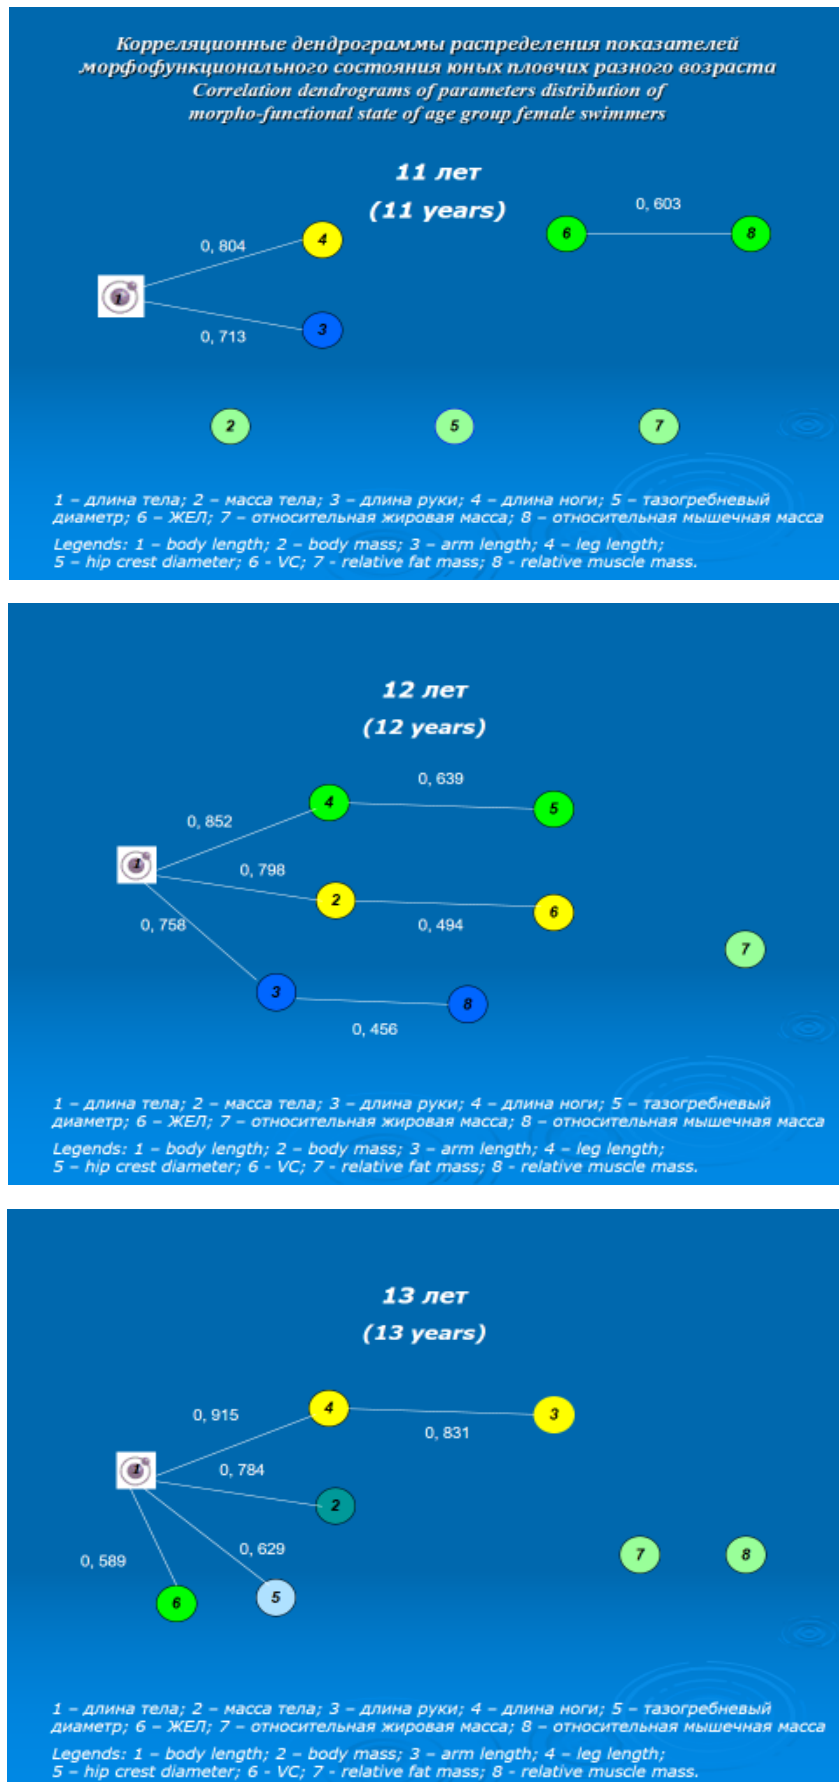 Корреляционные дендрограммы распределения показателей
морфофункционального состояния юных пловчих разного возраста
Correlation dendrograms of parameters distribution of
morpho-functional state of age group female swimmers
11 лет
(11 years)
0, 603
6
8
0, 804
4
1
0, 713
3
2
5
7
1 – длина тела; 2 – масса тела; 3 – длина руки; 4 – длина ноги; 5 – тазогребневый
диаметр; 6 – ЖЕЛ; 7 – относительная жировая масса; 8 – относительная мышечная масса
Legends: 1 – body length; 2 – body mass; 3 – arm length; 4 – leg length;
5 – hip crest diameter; 6 - VC; 7 - relative fat mass; 8 - relative muscle mass.
12 лет
(12 years)
0, 639
4
5
0, 852
1
0, 798
2
6
0, 758
0, 494
7
3
8
0, 456
1 – длина тела; 2 – масса тела; 3 – длина руки; 4 – длина ноги; 5 – тазогребневый
диаметр; 6 – ЖЕЛ; 7 – относительная жировая масса; 8 – относительная мышечная масса
Legends: 1 – body length; 2 – body mass; 3 – arm length; 4 – leg length;
5 – hip crest diameter; 6 - VC; 7 - relative fat mass; 8 - relative muscle mass.
13 лет
(13 years)
0, 915
4
3
0, 831
1
0, 784
2
0, 589
0, 629
7
8
6
5
1 – длина тела; 2 – масса тела; 3 – длина руки; 4 – длина ноги; 5 – тазогребневый
диаметр; 6 – ЖЕЛ; 7 – относительная жировая масса; 8 – относительная мышечная масса
Legends: 1 – body length; 2 – body mass; 3 – arm length; 4 – leg length;
5 – hip crest diameter; 6 - VC; 7 - relative fat mass; 8 - relative muscle mass.